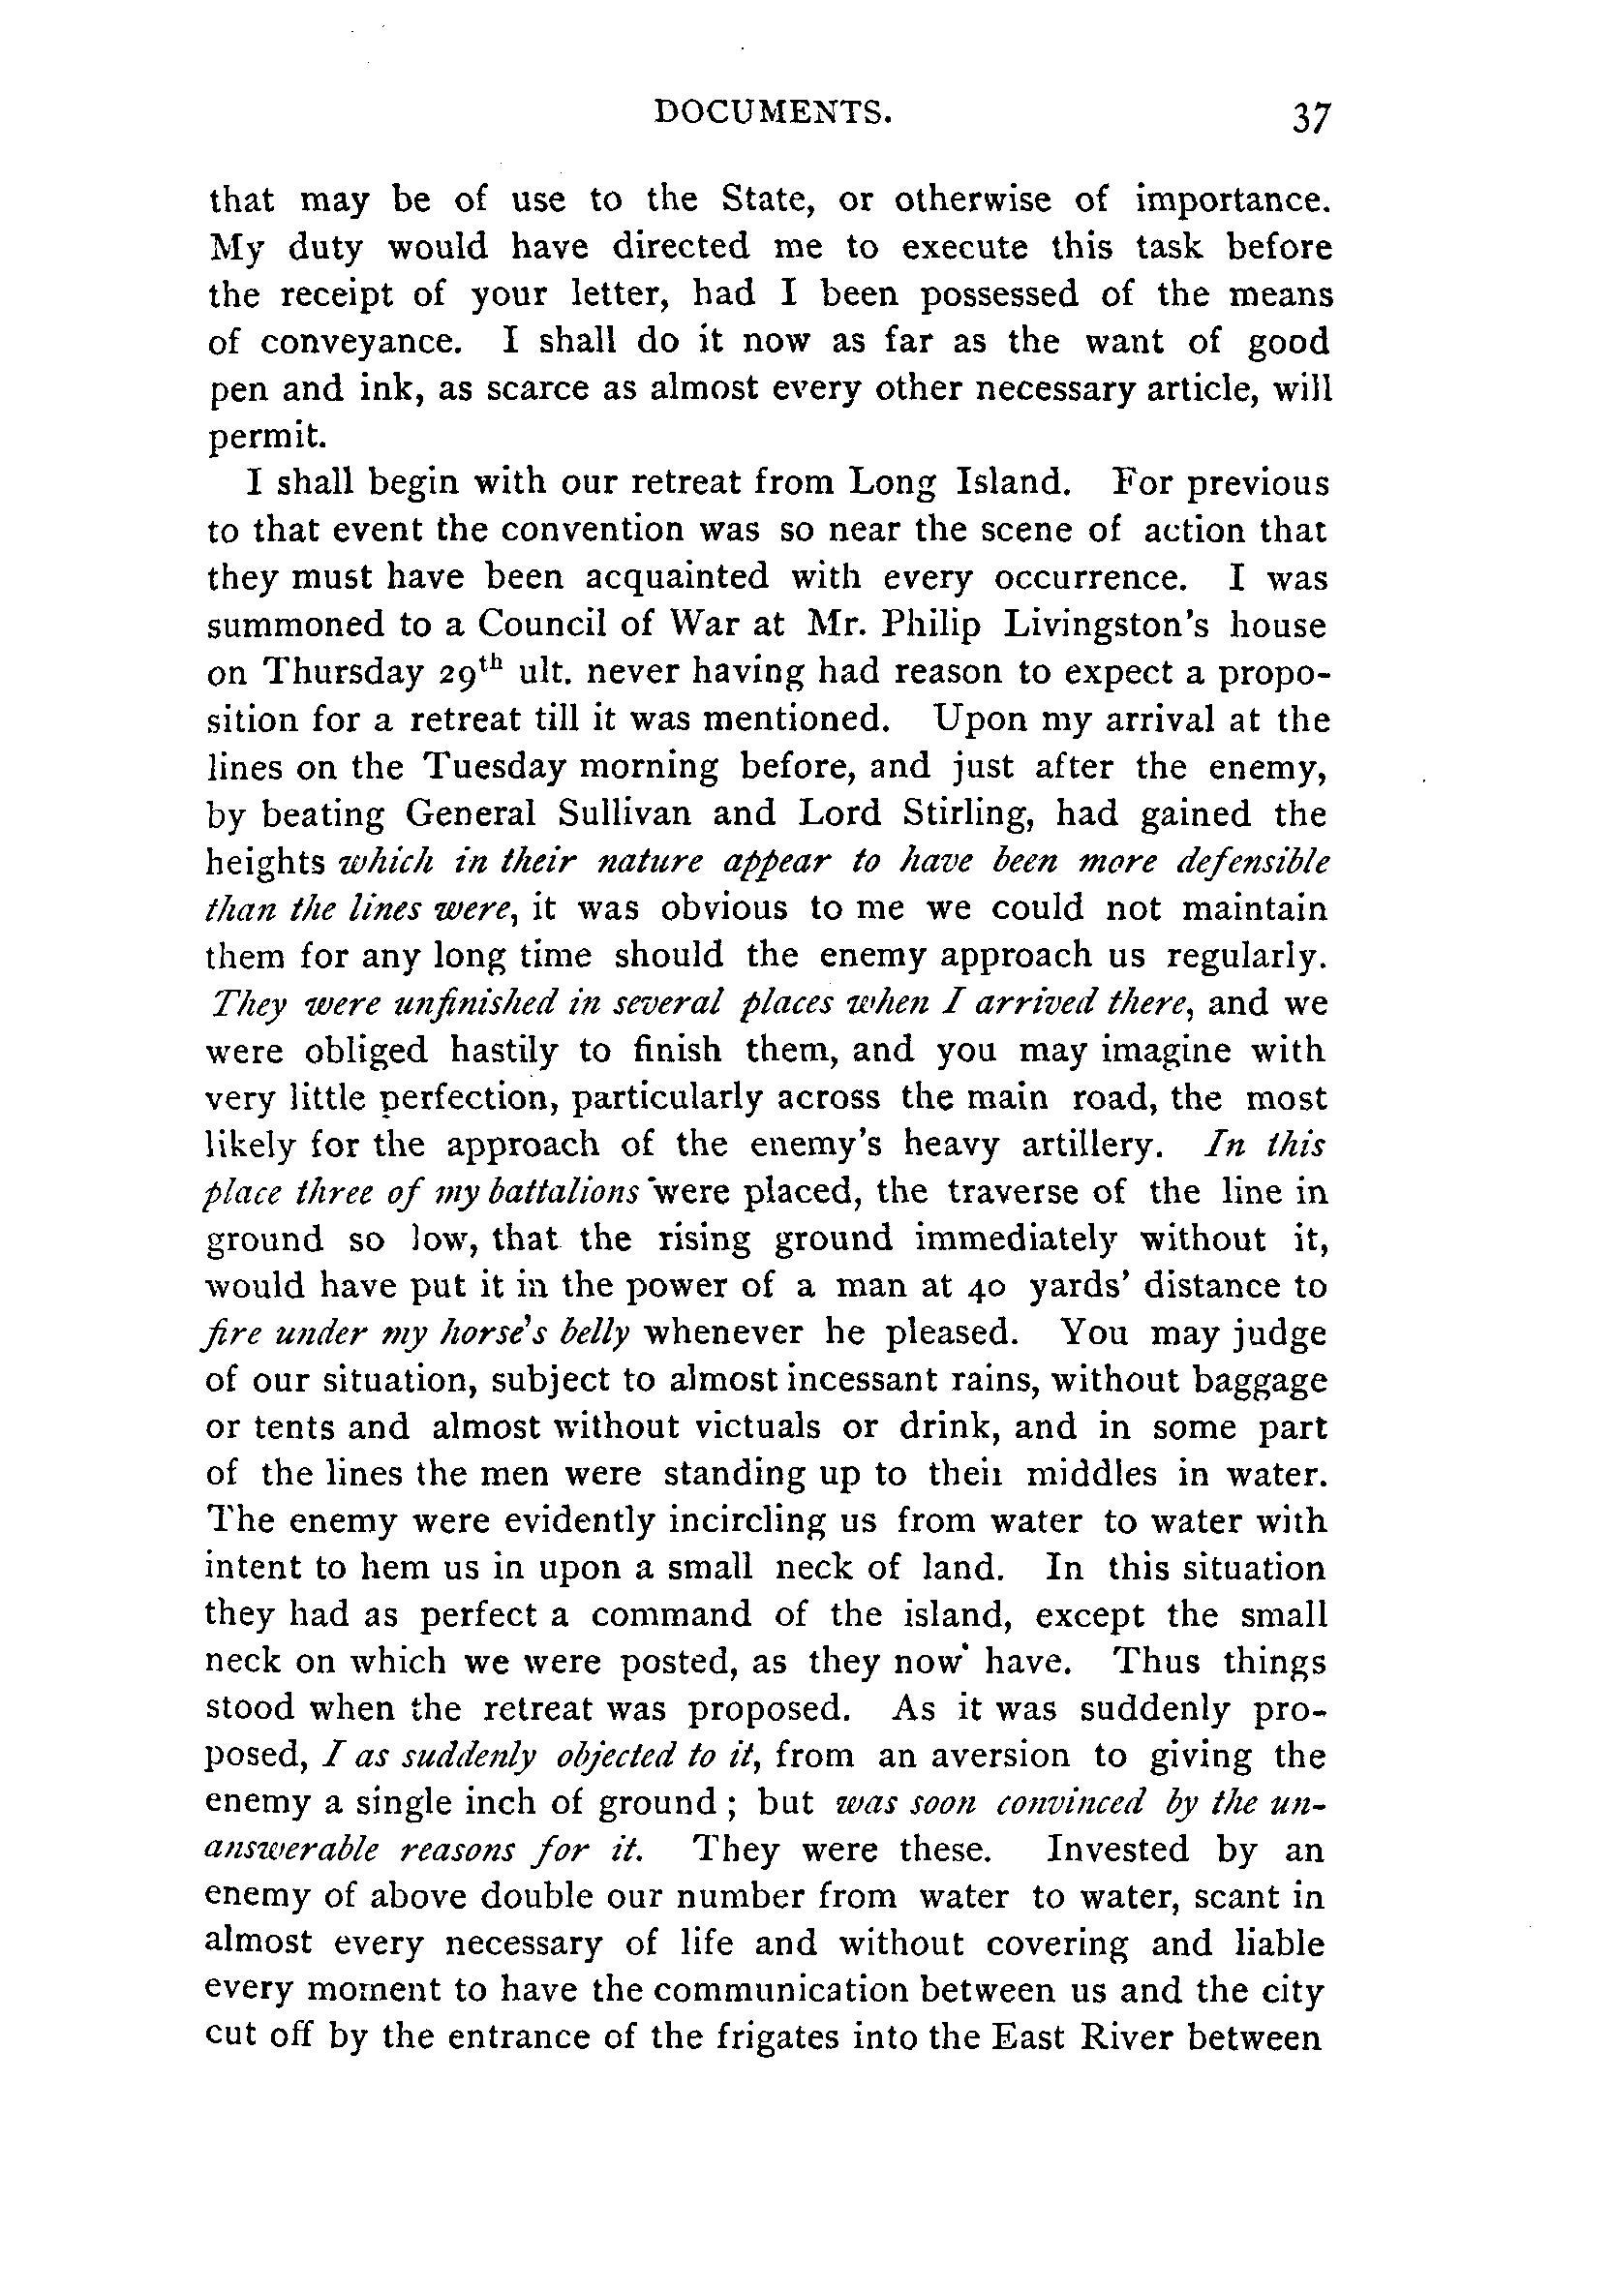 DOCUMENTS. 37
that may be of use to the State, or otherwise of importance.
My duty would have directed me to execute this task before
the receipt of your letter, had I been possessed of the means
of conveyance. I shall do it now as far as the want of good
pen and ink, as scarce as almost every other necessary article, will
permit.
I shall begin with our retreat from Long Island. For previous
to that event the convention was so near the scene of action that
they must have been acquainted with every occurrence. I was
summoned to a Council of War at Mr. Philip Livingston's house
on Thursday 29th ult. never having had reason to expect a propo-
sition for a retreat till it was mentioned. Upon my arrival at the
lines on the Tuesday morning before, and just after the enemy,
by beating General Sullivan and Lord Stirling, had gained the
heights which in their nature appear to have been more defensible
than the lines were, it was obvious to me we could not maintain
them for any long time should the enemy approach us regularly.
They were unfinished in several places when I arrived there, and we
were obliged hastily to finish them, and you may imagine with
very little perfection, particularly across the main road, the most
likely for the approach of the enemy's heavy artillery. In this
place three of my battalions were placed, the traverse of the line in
ground so low, that the rising ground immediately without it,
would have put it in the power of a man at 40 yards' distance to
fire under my horse's belly whenever he pleased. You may judge
of our situation, subject to almost incessant rains, without baggage
or tents and almost without victuals or drink, and in some part
of the lines the men were standing up to their middles in water.
The enemy were evidently incircling us from water to water with
intent to hem us in upon a small neck of land. In this situation
they had as perfect a command of the island, except the small
neck on which we were posted, as they now have. Thus things
stood when the retreat was proposed. As it was suddenly pro-
posed, I as suddenly objected to it, from an aversion to giving the
enemy a single inch of ground; but was soon convinced by the un-
answerable reasons for it. They were these. Invested by an
enemy of above double our number from water to water, scant in
almost every necessary of life and without covering and liable
every moment to have the communication between us and the city
cut off by the entrance of the frigates into the East River between